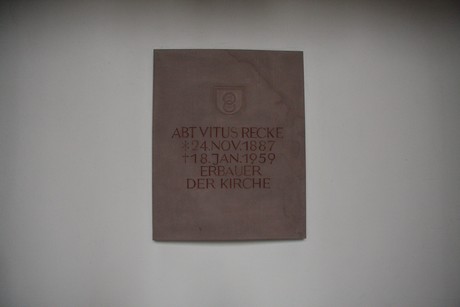 ABT VITUS RECKE
*24.NOV.1887
†18.JAN.1959
ERBAUER
DER KIRCHE